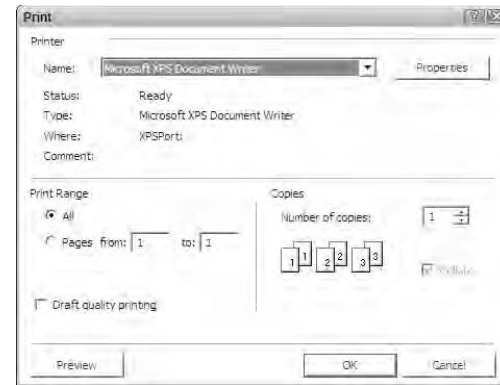 Print
Printer
Name: Microsoft XPS Document Writer Properties
Status: Ready
Type: Microsoft XPS Document Writer
Where: XPSPort:
Comment:
Print Range Copies
All Number of copies: 1
Pages from: 1 to: 1
1 1 2 2 3 3
Collate
Draft quality printing
Preview OK Cancel